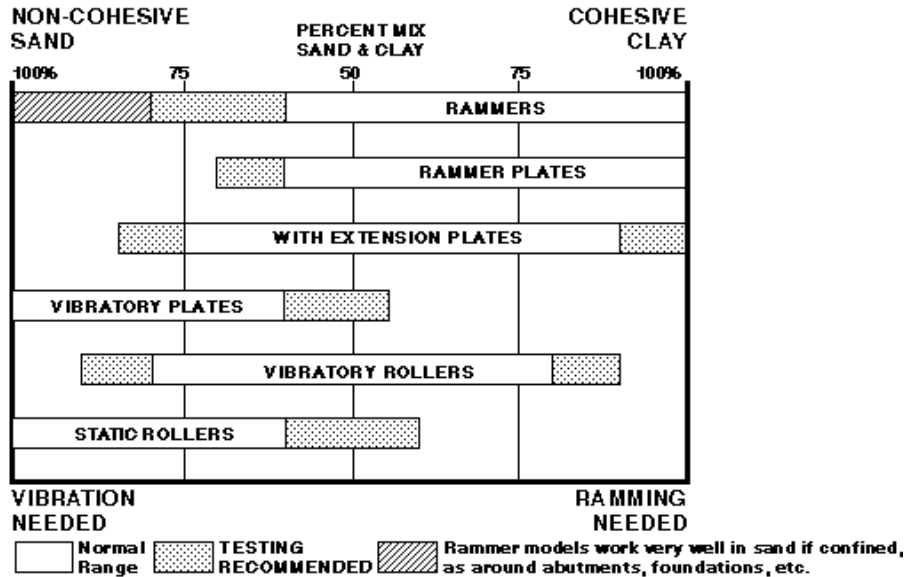 NON-COHESIVE
SAND
PERCENT MIX
SAND & CLAY
COHESIVE
CLAY
100%
75
50
75
100%
RAMMERS
RAMMER PLATES
WITH EXTENSION PLATES
VIBRATORY PLATES
VIBRATORY ROLLERS
STATIC ROLLERS
VIBRATION
NEEDED
RAMMING
NEEDED
Normal
Range
TESTING
RECOMMENDED
Rammer models work very well in sand if confined,
as around abutments, foundations, etc.